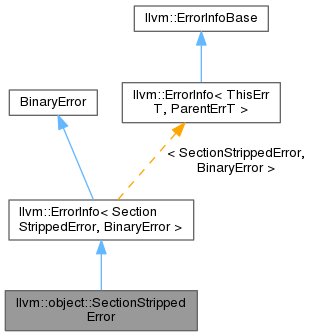 llvm::ErrorInfoBase
llvm::ErrorInfo< ThisErr
T, ParentErrT >
BinaryError
< SectionStrippedError,
BinaryError >
llvm::ErrorInfo< Section
StrippedError, BinaryError >
llvm::object::SectionStripped
Error